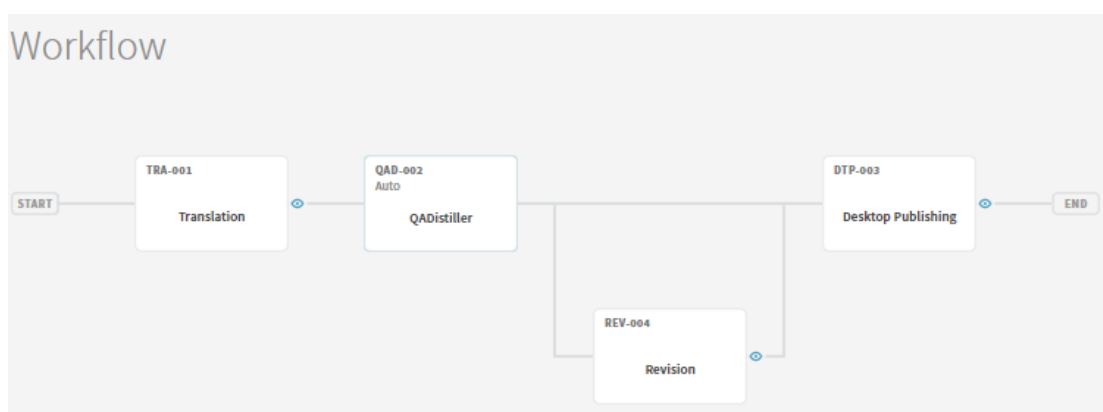 Workflow
START
TRA-001
Translation
QAD-002
Auto
QADistiller
DTP-003
Desktop Publishing
END
REV-004
Revision